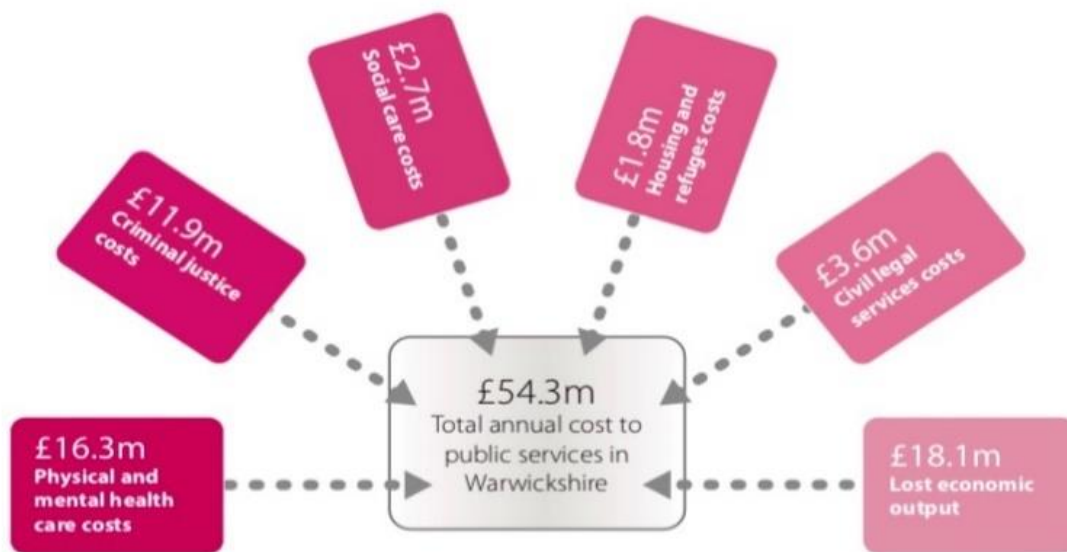 £2.7m
Social care costs
£1.8m
Housing and
refuges costs
£11.9m
Criminal justice
costs
£3.6m
Civil legal
services costs
£54.3m
Total annual cost to
public services in
Warwickshire
£16.3m
Physical and
mental health
care costs
£18.1m
Lost economic
output